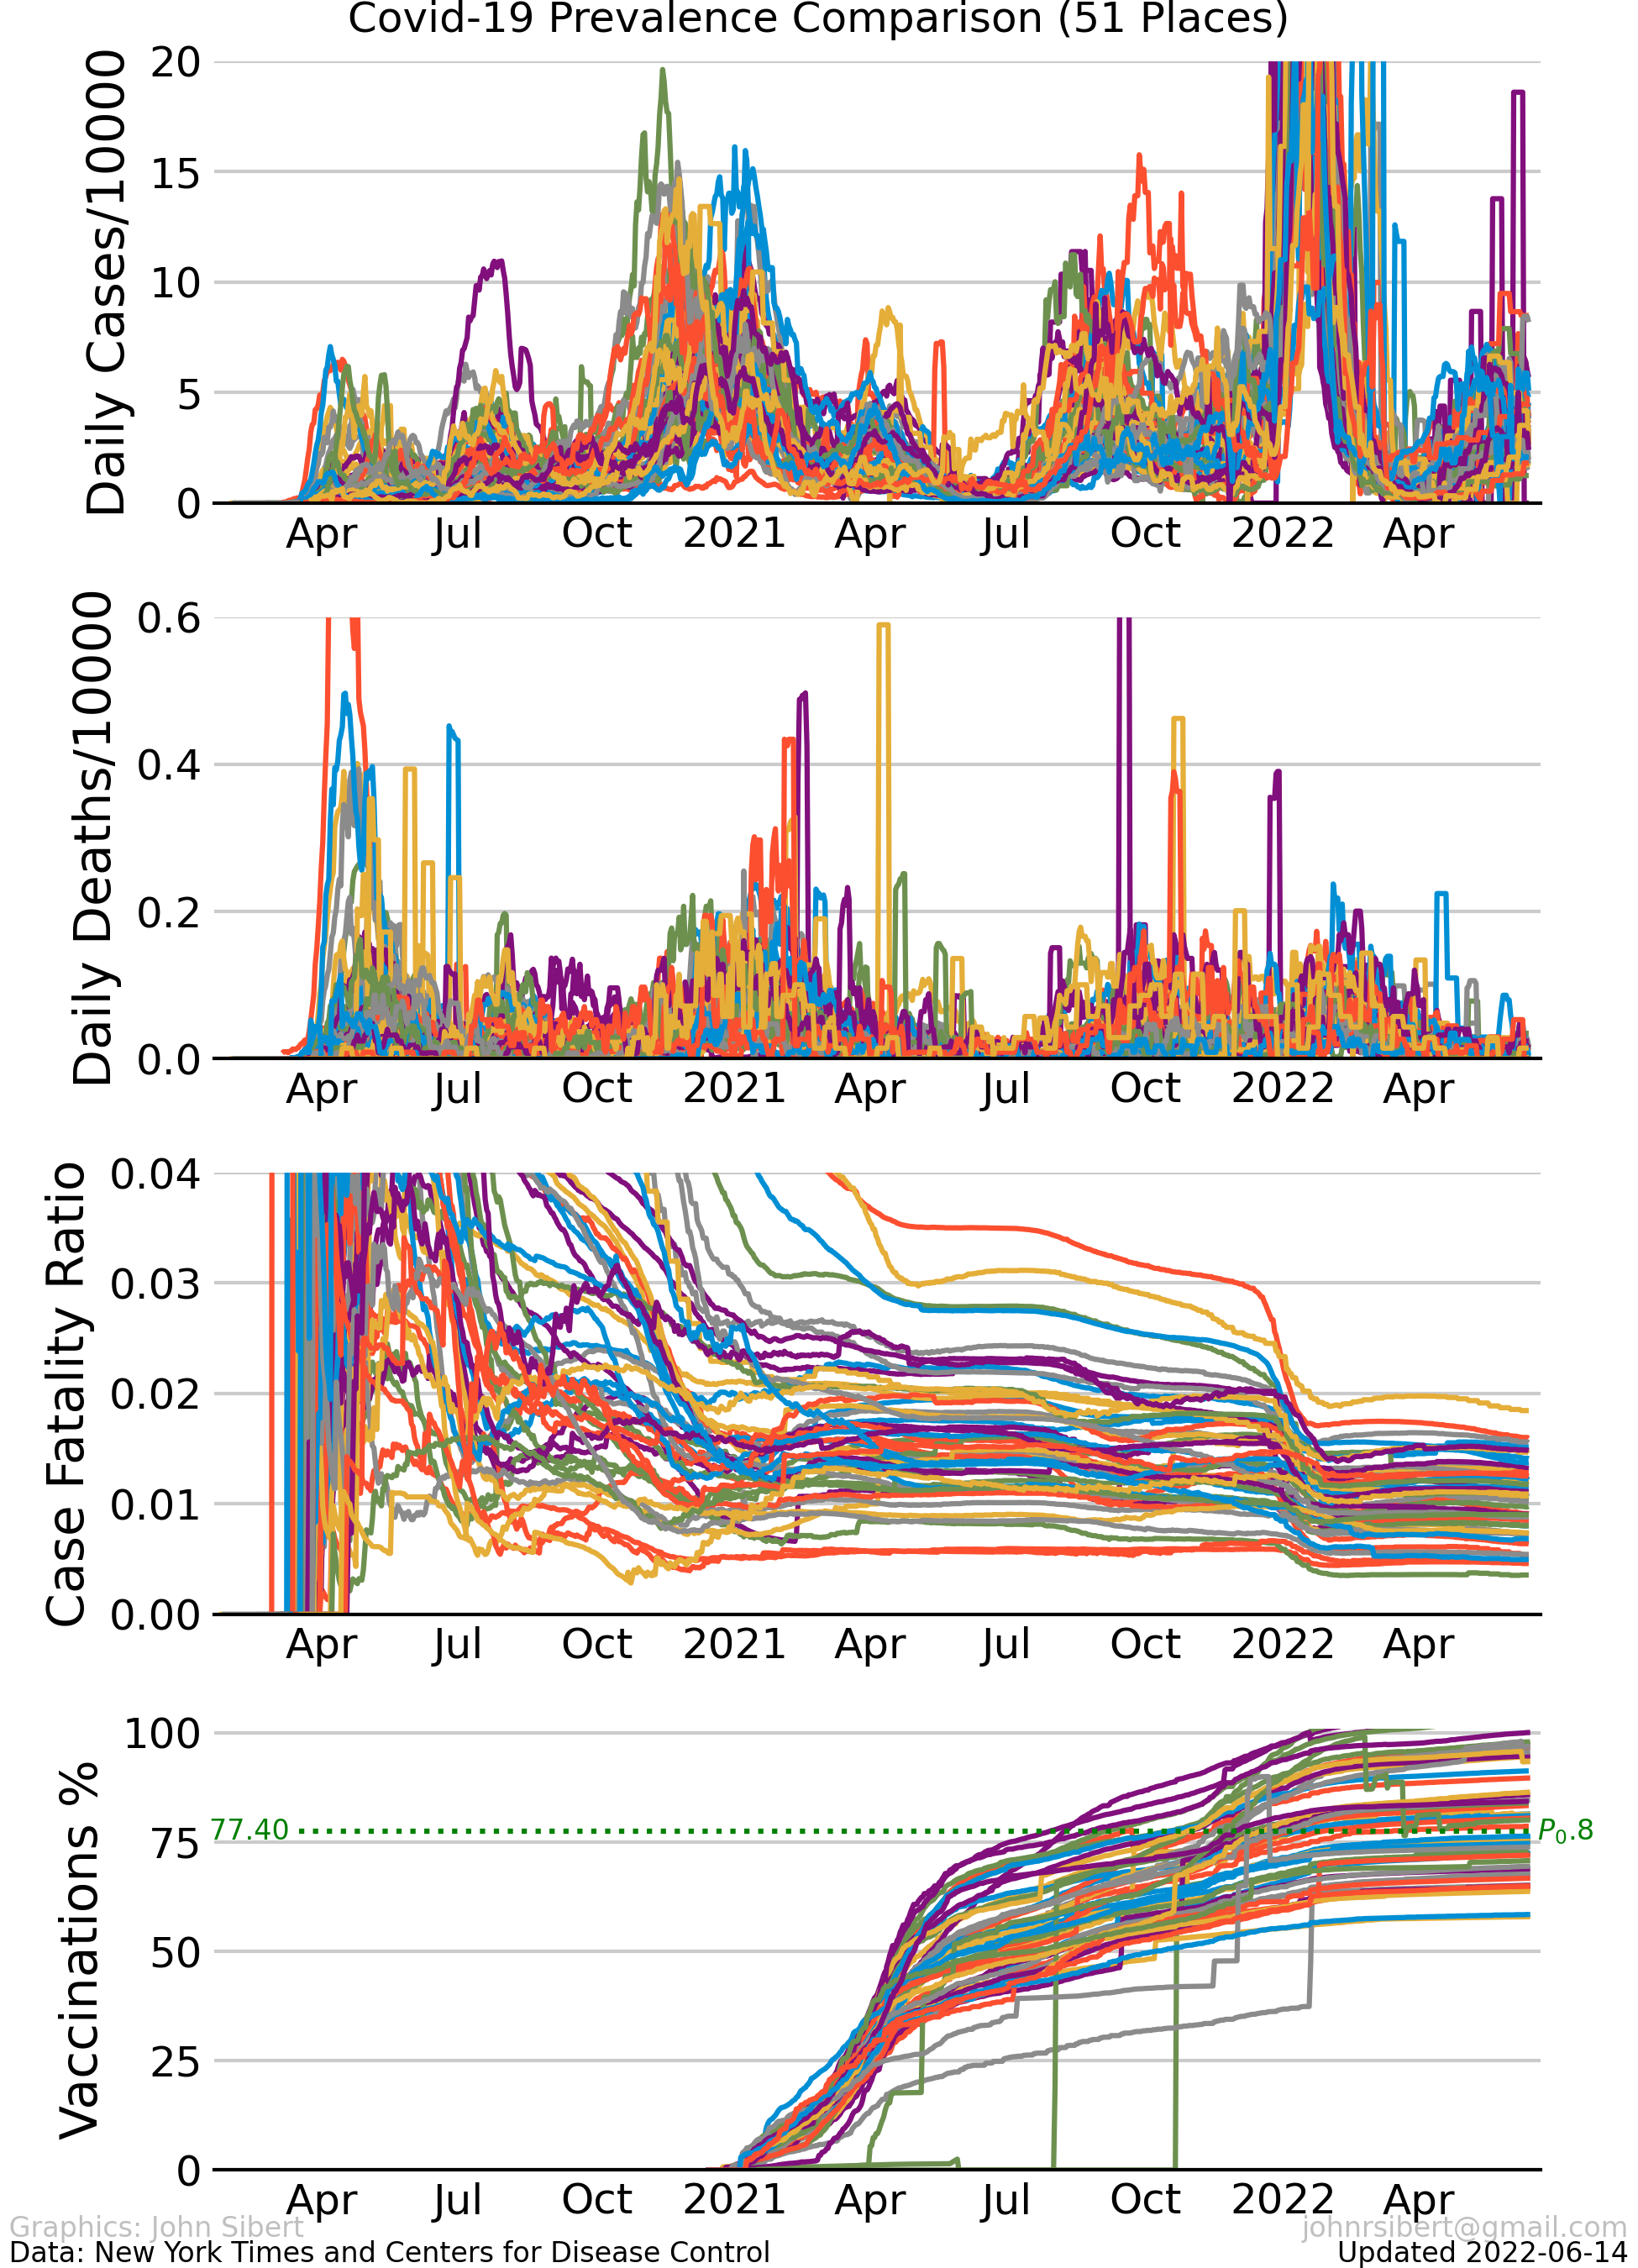 Covid-19 Prevalence Comparison (51 Places)
Daily Cases/10000
20
15
10
5
0
Apr Jul Oct 2021 Apr Jul Oct 2022 Apr
Daily Deaths/10000
0.6
0.4
0.2
0.0
Apr Jul Oct 2021 Apr Jul Oct 2022 Apr
Case Fatality Ratio
0.04
0.03
0.02
0.01
0.00
Apr Jul Oct 2021 Apr Jul Oct 2022 Apr
Vaccinations %
100
77.40 P₀.8
75
50
25
0
Apr Jul Oct 2021 Apr Jul Oct 2022 Apr
Graphics: John Sibert johnrsibert@gmail.com
Data: New York Times and Centers for Disease Control Updated 2022-06-14